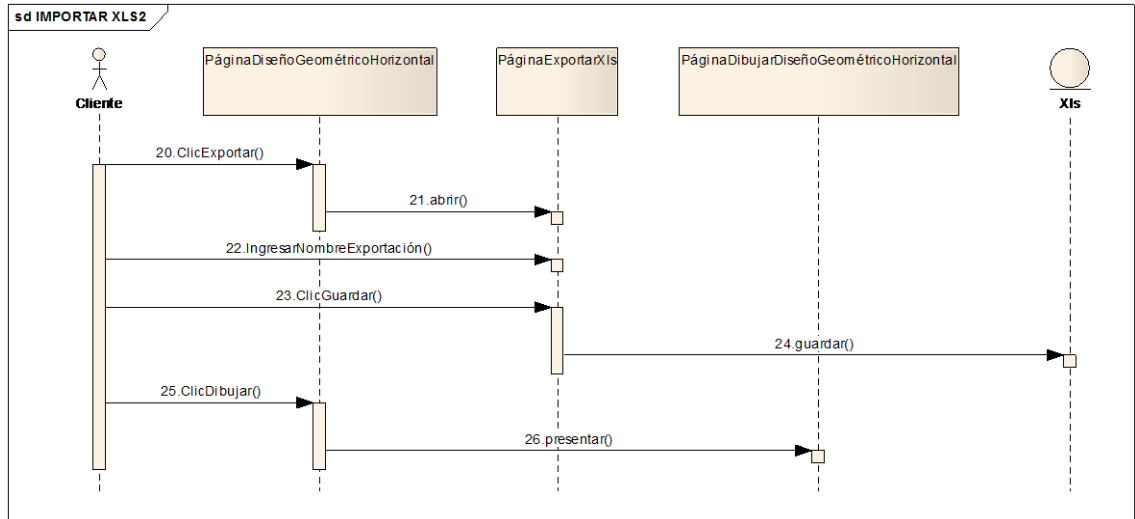 sd IMPORTAR XLS2
PáginaDiseñoGeométricoHorizontal
PáginaExportarXls
PáginaDibujarDiseñoGeométricoHorizontal
Cliente
Xls
20.ClicExportar()
21.abrir()
22.IngresarNombreExportación()
23.ClicGuardar()
24.guardar()
25.ClicDibujar()
26.presentar()